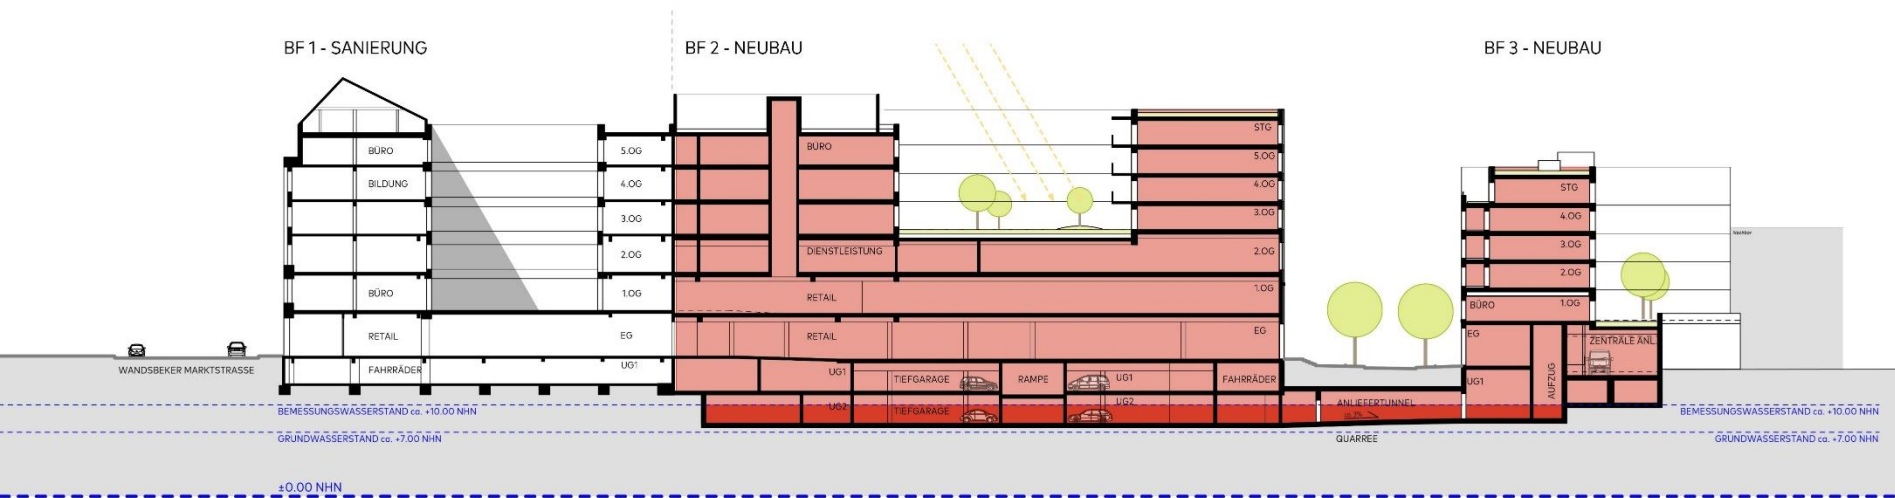 BF 1 - SANIERUNG
BF 2 - NEUBAU
BF 3 - NEUBAU
BÜRO
BILDUNG
BÜRO
RETAIL
FAHRRÄDER
5.OG
4.OG
3.OG
2.OG
1.OG
EG
UG1
WANDSBEKER MARKTSTRASSE
BÜRO
DIENSTLEISTUNG
RETAIL
RETAIL
UG1
UG2
TIEFGARAGE
TIEFGARAGE
RAMPE
UG1
UG2
FAHRRÄDER
STG
5.OG
4.OG
3.OG
2.OG
1.OG
EG
ANLIEFERTUNNEL
QUARREE
STG
4.OG
3.OG
2.OG
1.OG
BÜRO
EG
UG1
AUFZUG
ZENTRALE ANL.
BEMESSUNGSWASSERSTAND ca. +10.00 NHN
GRUNDWASSERSTAND ca. +7.00 NHN
±0.00 NHN
BEMESSUNGSWASSERSTAND ca. +10.00 NHN
GRUNDWASSERSTAND ca. +7.00 NHN